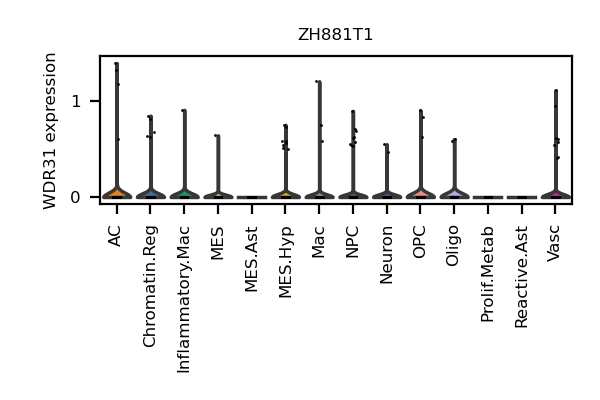 ZH881T1
WDR31 expression
1
0
AC
Chromatin.Reg
Inflammatory.Mac
MES
MES.Ast
MES.Hyp
Mac
NPC
Neuron
OPC
Oligo
Prolif.Metab
Reactive.Ast
Vasc